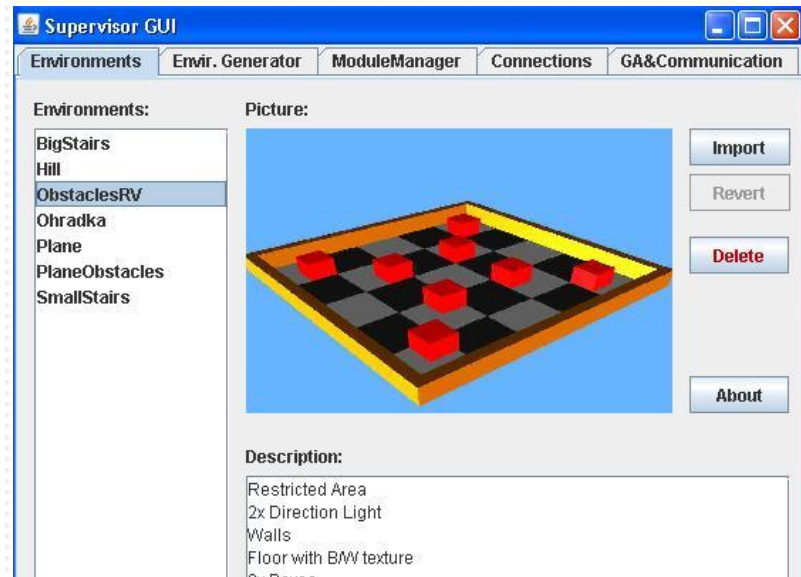 Supervisor GUI
Environments Envir. Generator ModuleManager Connections GA&Communication
Environments:
BigStairs
Hill
ObstaclesRV
Ohradka
Plane
PlaneObstacles
SmallStairs
Picture:
Import
Revert
Delete
About
Description:
Restricted Area
2x Direction Light
Walls
Floor with B/W texture